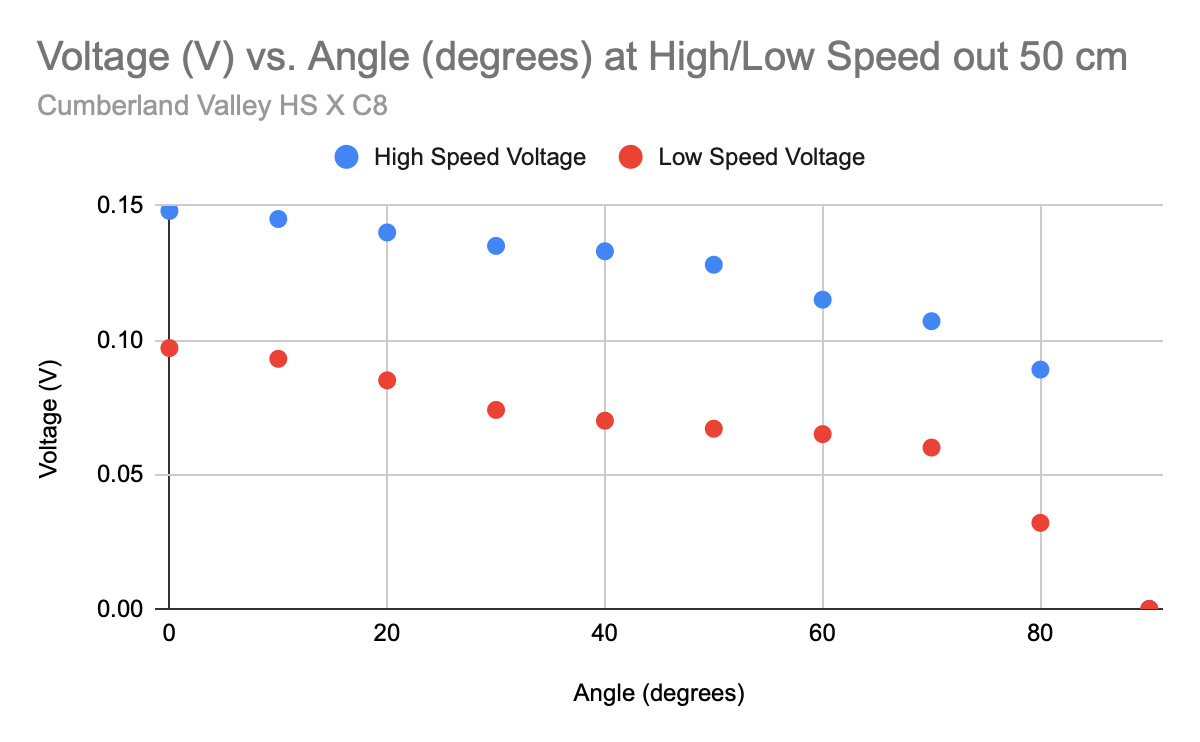 Voltage (V) vs. Angle (degrees) at High/Low Speed out 50 cm
Cumberland Valley HS X C8
High Speed Voltage
Low Speed Voltage
0.15
0.10
0.05
0.00
Voltage (V)
0 20 40 60 80
Angle (degrees)